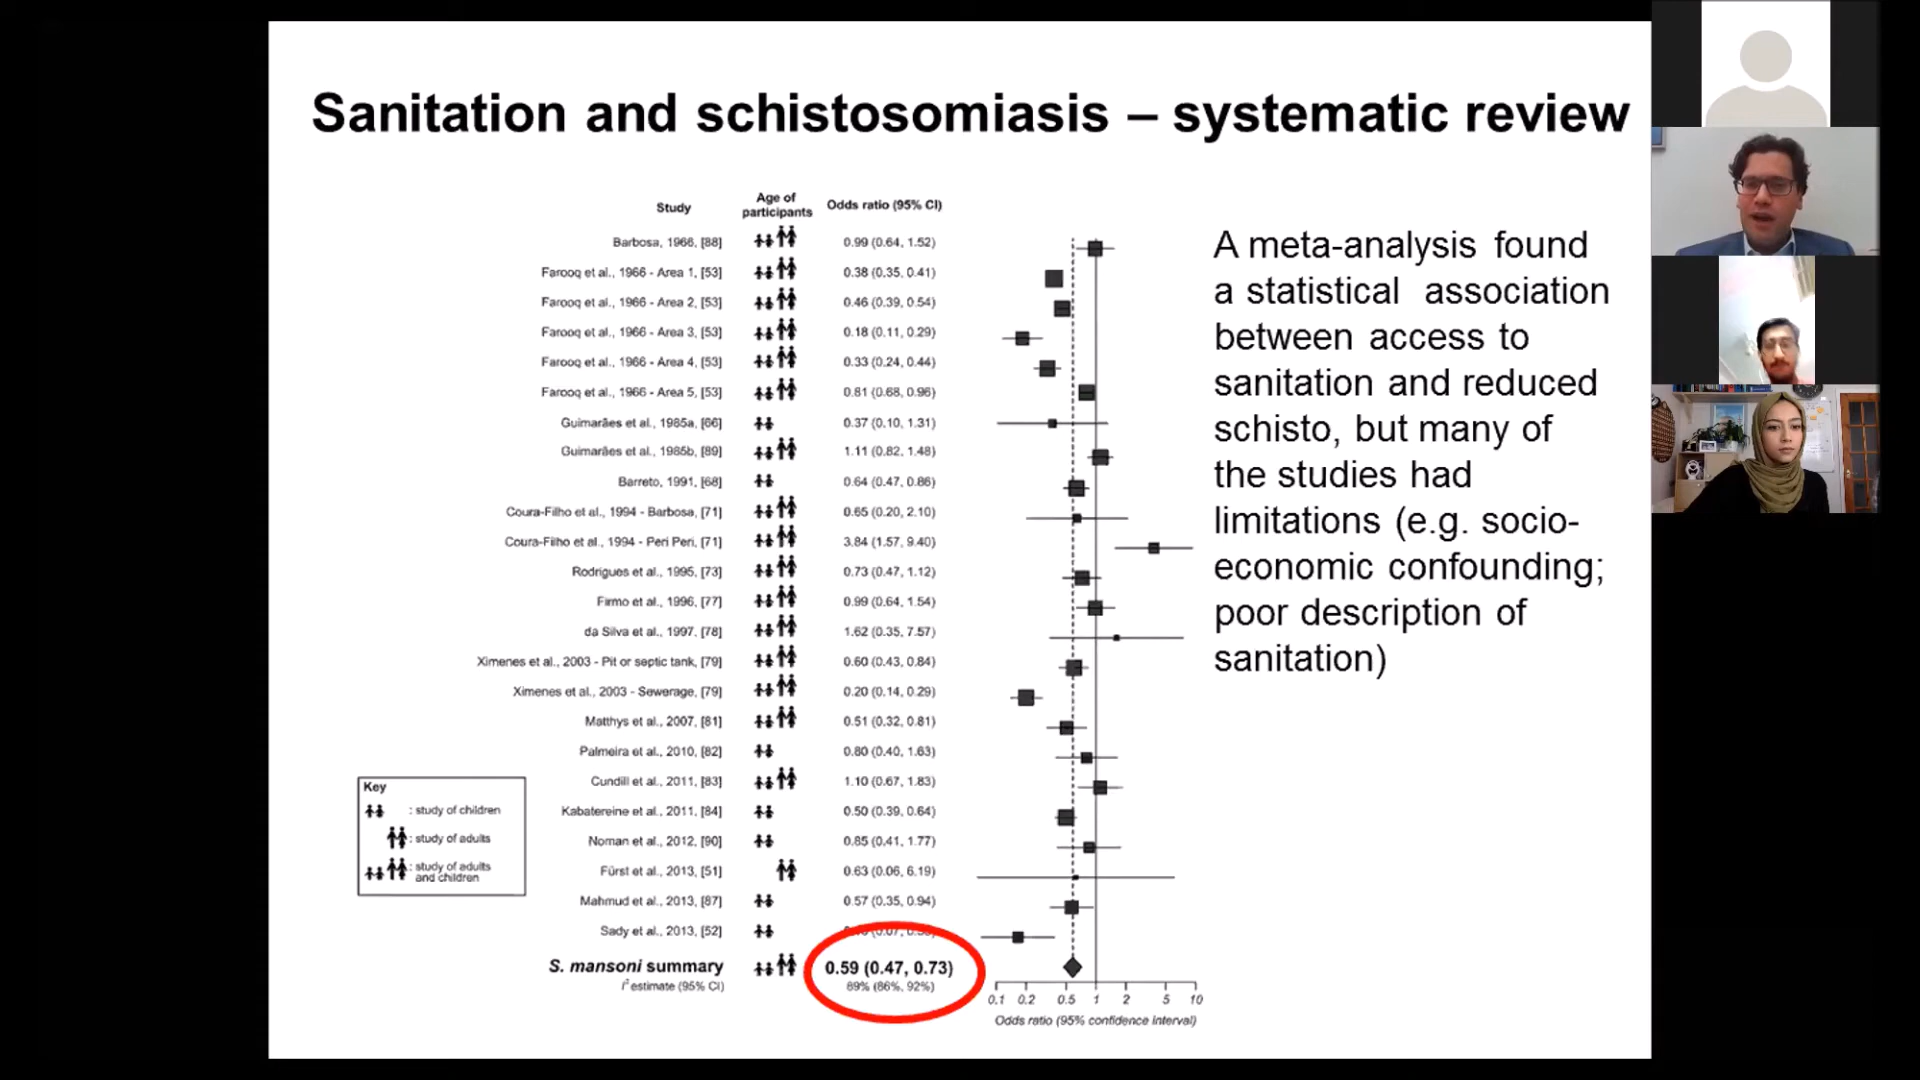 Sanitation and schistosomiasis – systematic review
Study
Age of participants
Odds ratio (95% CI)
Barbosa, 1966, [88] 0.99 (0.64, 1.52)
Farooq et al., 1966 - Area 1, [53] 0.38 (0.35, 0.41)
Farooq et al., 1966 - Area 2, [53] 0.46 (0.39, 0.54)
Farooq et al., 1966 - Area 3, [53] 0.18 (0.11, 0.29)
Farooq et al., 1966 - Area 4, [53] 0.33 (0.24, 0.44)
Farooq et al., 1966 - Area 5, [53] 0.81 (0.68, 0.96)
Guimarães et al., 1985a, [66] 0.37 (0.10, 1.31)
Guimarães et al., 1985b, [89] 1.11 (0.82, 1.48)
Barreto, 1991, [68] 0.64 (0.47, 0.86)
Coura-Filho et al., 1994 - Barbosa, [71] 0.65 (0.20, 2.10)
Coura-Filho et al., 1994 - Peri Peri, [71] 3.84 (1.57, 9.40)
Rodrigues et al., 1995, [73] 0.73 (0.47, 1.12)
Firmo et al., 1996, [77] 0.99 (0.64, 1.54)
da Silva et al., 1997, [78] 1.62 (0.35, 7.57)
Ximenes et al., 2003 - Pit or septic tank, [79] 0.60 (0.43, 0.84)
Ximenes et al., 2003 - Sewerage, [79] 0.20 (0.14, 0.29)
Matthys et al., 2007, [81] 0.51 (0.32, 0.81)
Palmeira et al., 2010, [82] 0.80 (0.40, 1.63)
Cundill et al., 2011, [83] 1.10 (0.67, 1.83)
Kabatereine et al., 2011, [84] 0.50 (0.39, 0.64)
Noman et al., 2012, [90] 0.85 (0.41, 1.77)
Fürst et al., 2013, [51] 0.63 (0.06, 6.19)
Mahmud et al., 2013, [87] 0.57 (0.35, 0.94)
Sady et al., 2013, [52]
S. mansoni summary 0.59 (0.47, 0.73)
I² estimate (95% CI) 89% (86%, 92%)
0.1 0.2 0.5 1 2 5 10
Odds ratio (95% confidence interval)
Key
: study of children
: study of adults
: study of adults
and children
A meta-analysis found
a statistical association
between access to
sanitation and reduced
schisto, but many of
the studies had
limitations (e.g. socio-
economic confounding;
poor description of
sanitation)